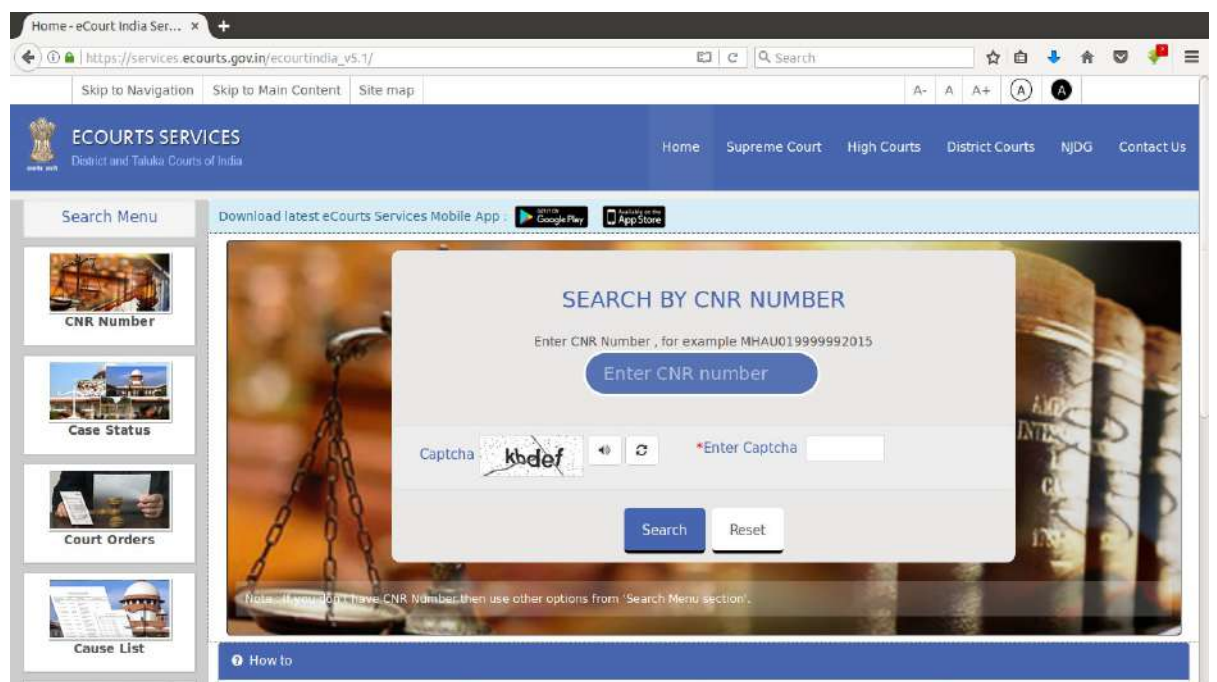 Home - eCourt India Ser...
https://services.ecourts.gov.in/ecourtindia_v5.1/
Search
Skip to Navigation
Skip to Main Content
Site map
A-
A
A+
A
A
ECOURTS SERVICES
District and Taluka Courts of India
Home
Supreme Court
High Courts
District Courts
NJDG
Contact Us
Search Menu
Download latest eCourts Services Mobile App :
Google Play
Available on the
App Store
CNR Number
Case Status
Court Orders
Cause List
SEARCH BY CNR NUMBER
Enter CNR Number , for example MHAU019999992015
Enter CNR number
Captcha
kbdef
*Enter Captcha
Search
Reset
Note : If you don't have CNR Number then use other options from 'Search Menu section'.
How to